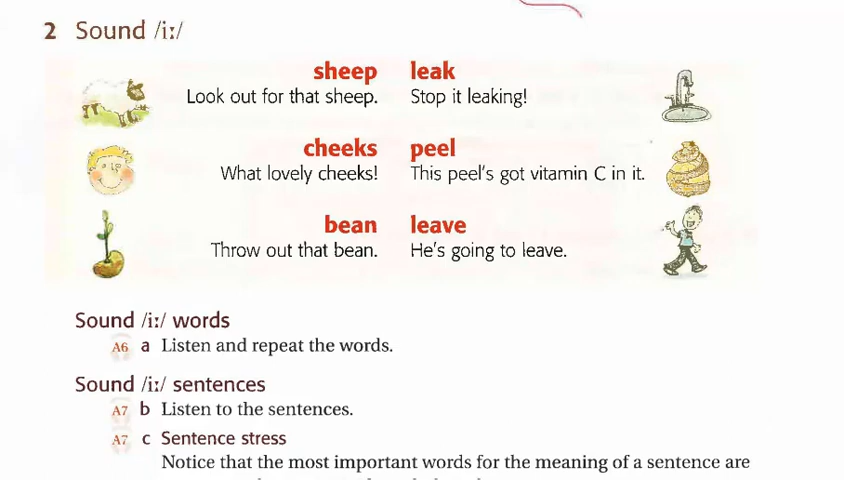 2 Sound /iː/
sheep leak
Look out for that sheep. Stop it leaking!
cheeks peel
What lovely cheeks! This peel's got vitamin C in it.
bean leave
Throw out that bean. He's going to leave.
Sound /iː/ words
A6 a Listen and repeat the words.
Sound /iː/ sentences
A7 b Listen to the sentences.
A7 c Sentence stress
Notice that the most important words for the meaning of a sentence are